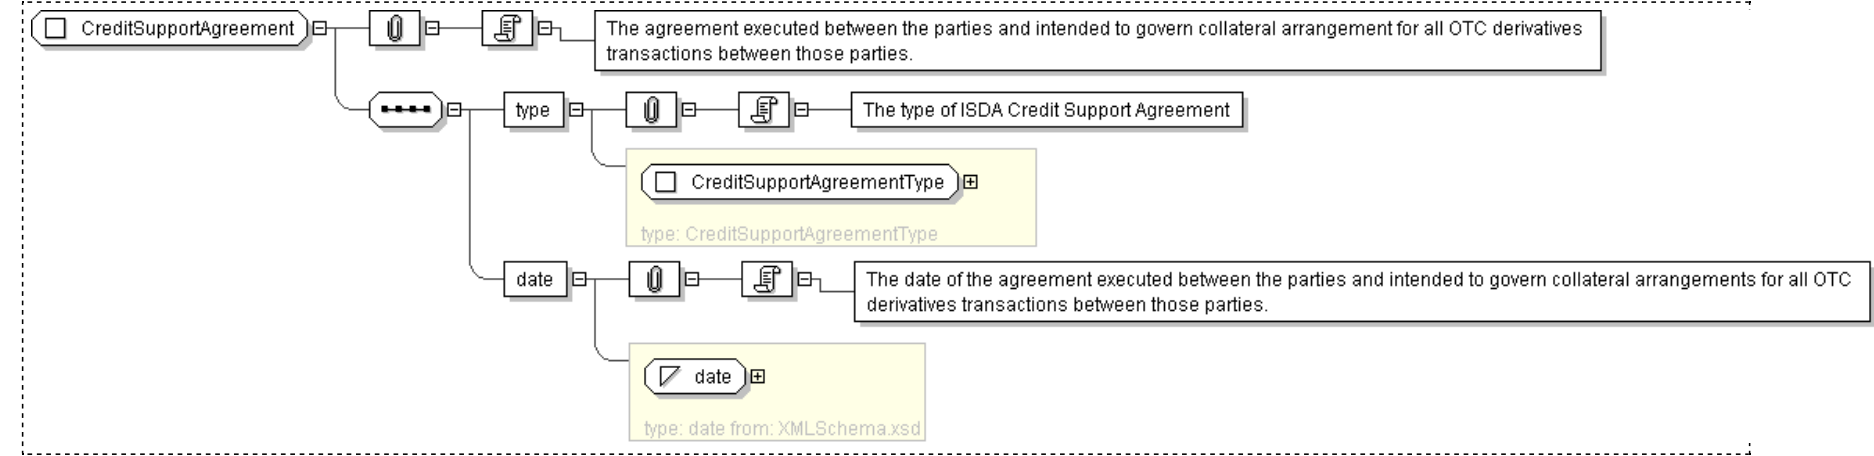 CreditSupportAgreement
The agreement executed between the parties and intended to govern collateral arrangement for all OTC derivatives
transactions between those parties.
type
The type of ISDA Credit Support Agreement
CreditSupportAgreementType
type: CreditSupportAgreementType
date
The date of the agreement executed between the parties and intended to govern collateral arrangements for all OTC
derivatives transactions between those parties.
date
type: date from: XMLSchema.xsd